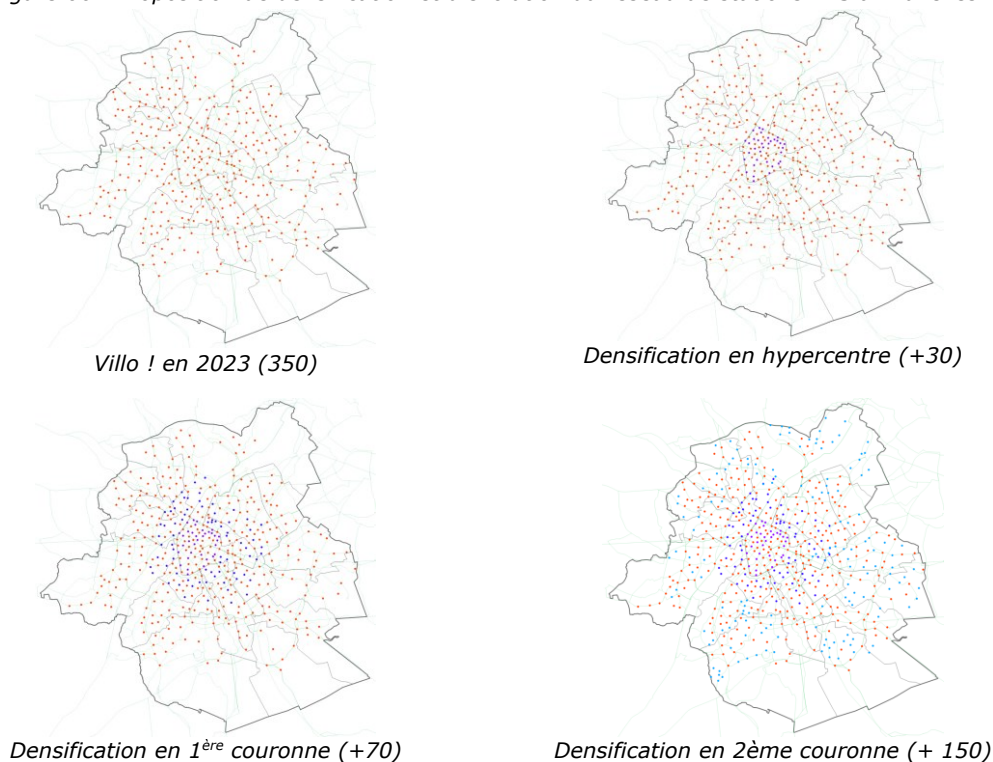 Villo ! en 2023 (350)
Densification en hypercentre (+30)
Densification en 1ère couronne (+70)
Densification en 2ème couronne (+ 150)